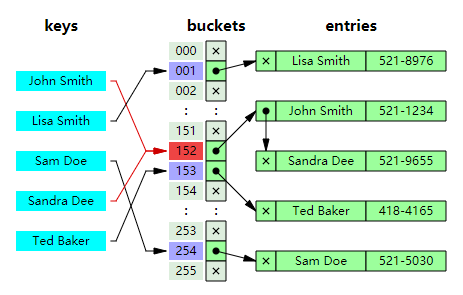 keys
buckets
entries
John Smith
Lisa Smith
Sam Doe
Sandra Dee
Ted Baker
000 ×
001
002 ×
: :
151 ×
152
153
154 ×
: :
253 ×
254
255 ×
× Lisa Smith 521-8976
John Smith 521-1234
× Sandra Dee 521-9655
× Ted Baker 418-4165
× Sam Doe 521-5030